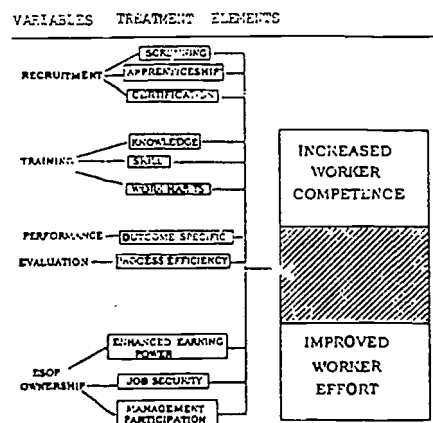 VARIABLES TREATMENT ELEMENTS
SCREENING
RECRUITMENT
APPRENTICESHIP
CERTIFICATION
KNOWLEDGE
TRAINING
SKILL
WORK HABITS
PERFORMANCE
OUTCOME SPECIFIC
EVALUATION
PROCESS EFFICIENCY
ENHANCED EARNING
POWER
ESOP
OWNERSHIP
JOB SECURITY
MANAGEMENT
PARTICIPATION
INCREASED
WORKER
COMPETENCE
IMPROVED
WORKER
EFFORT